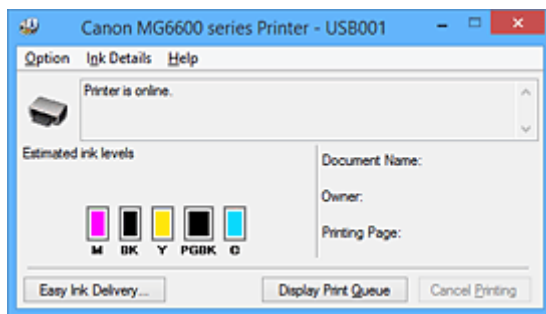 Canon MG6600 series Printer - USB001
Option Ink Details Help
Printer is online.
Estimated ink levels
Document Name:
Owner:
Printing Page:
M BK Y PGBK C
Easy Ink Delivery... Display Print Queue Cancel Printing